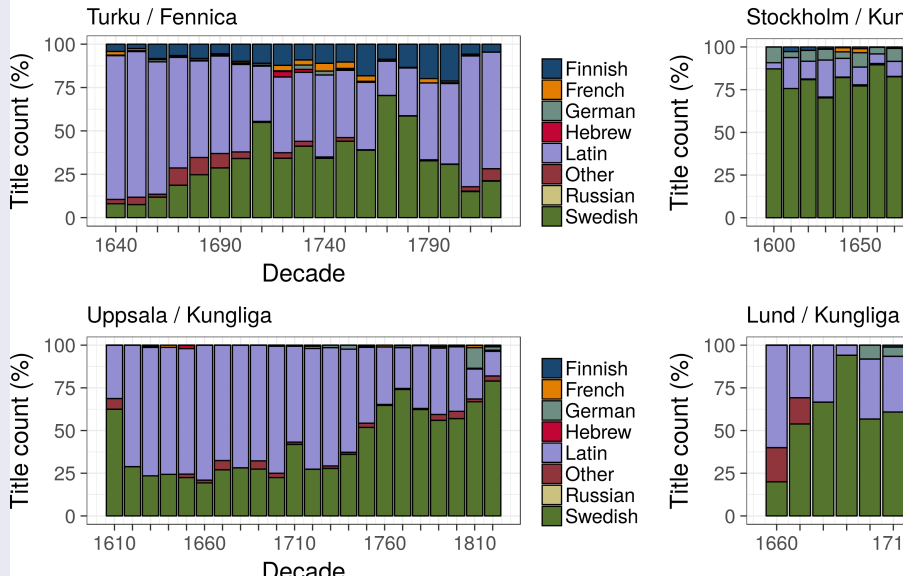 Turku / Fennica
Title count (%)
100
75
50
25
0
1640
1690
1740
1790
Decade
Finnish
French
German
Hebrew
Latin
Other
Russian
Swedish
Stockholm / Kun
Title count (%)
100
75
50
25
0
1600
1650
Uppsala / Kungliga
Title count (%)
100
75
50
25
0
1610
1660
1710
1760
1810
Decade
Finnish
French
German
Hebrew
Latin
Other
Russian
Swedish
Lund / Kungliga
Title count (%)
100
75
50
25
0
1660
171